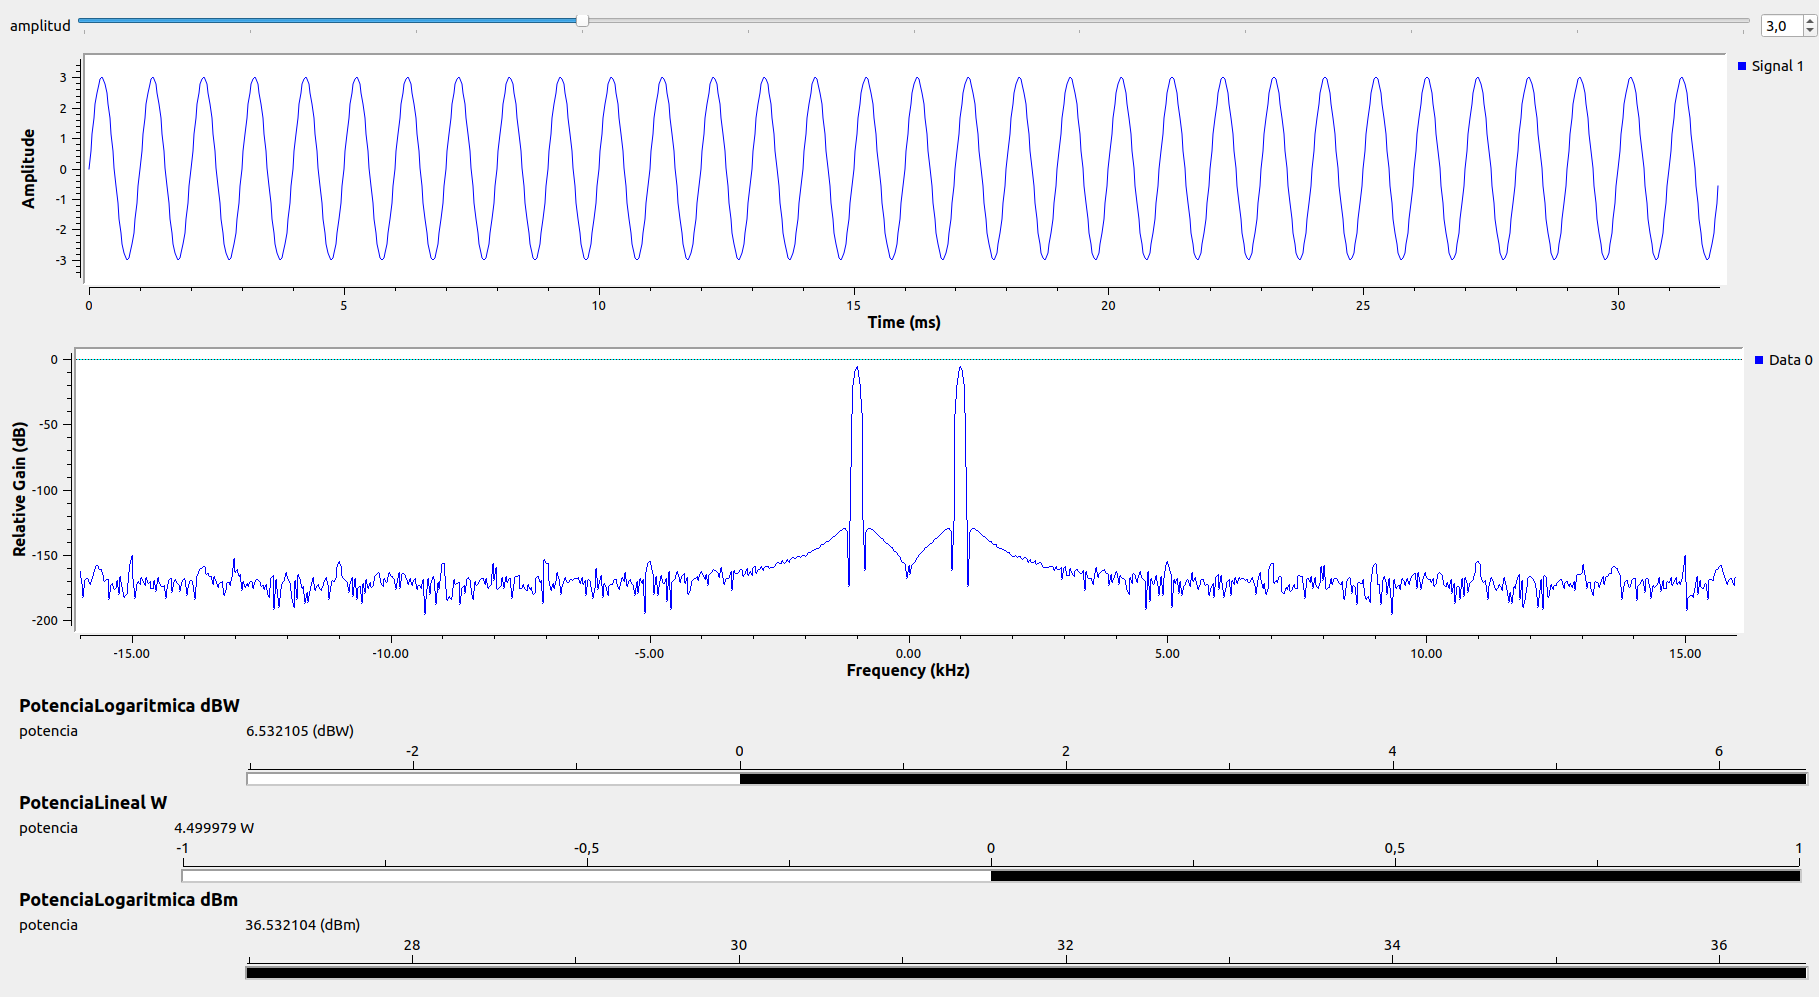 amplitud 3,0
Signal 1
3
2
1
0
-1
-2
-3
Amplitude
0 5 10 15 20 25 30
Time (ms)
Data 0
0
-50
-100
-150
-200
Relative Gain (dB)
-15.00 -10.00 -5.00 0.00 5.00 10.00 15.00
Frequency (kHz)
PotenciaLogaritmica dBW
potencia 6.532105 (dBW)
-2 0 2 4 6
PotenciaLineal W
potencia 4.499979 W
-1 -0,5 0 0,5 1
PotenciaLogaritmica dBm
potencia 36.532104 (dBm)
28 30 32 34 36